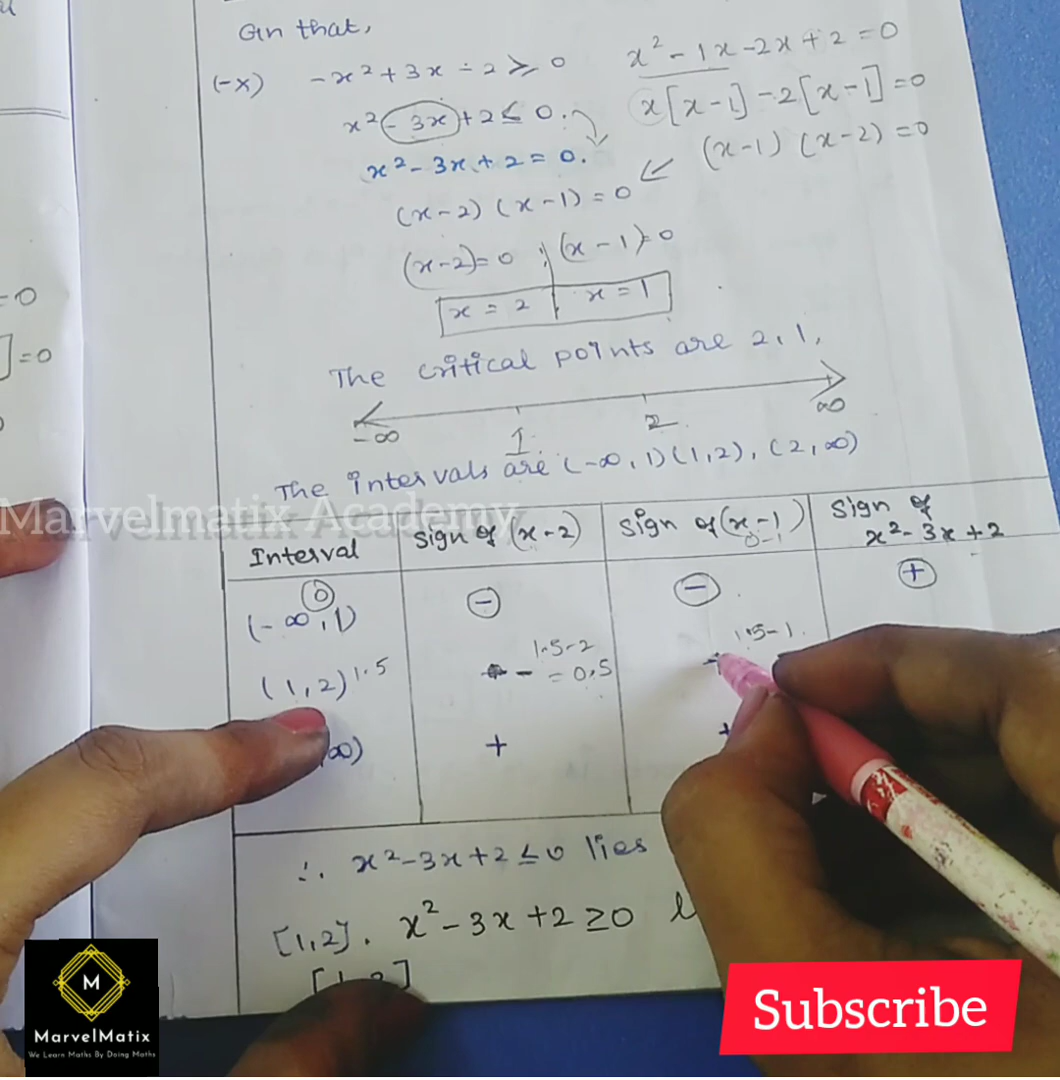 Gn that,
(-x) -x² + 3x - 2 ≥ 0
x² - 3x + 2 ≤ 0.
x² - 3x + 2 = 0.
(x-2) (x-1) = 0
(x-2)=0 ; (x-1)=0
x = 2 x = 1
x² - 1x - 2x + 2 = 0
x[x-1] - 2[x-1] = 0
(x-1) (x-2) = 0
The critical points are 2, 1,
-∞ 1 2 ∞
The intervals are (-∞, 1) (1, 2), (2, ∞)
Marvelmatix Academy
Interval Sign of (x-2) Sign of (x-1) Sign of x² - 3x + 2
0-1
0
(-∞, 1) - - +
(1, 2) 1.5 - 1.5-2 = 0.5 + 1.5-1
∞) + +
∴ x² - 3x + 2 ≤ 0 lies
[1, 2]. x² - 3x + 2 ≥ 0
=0
]=0
M
MarvelMatix
We Learn Maths By Doing Maths
Subscribe